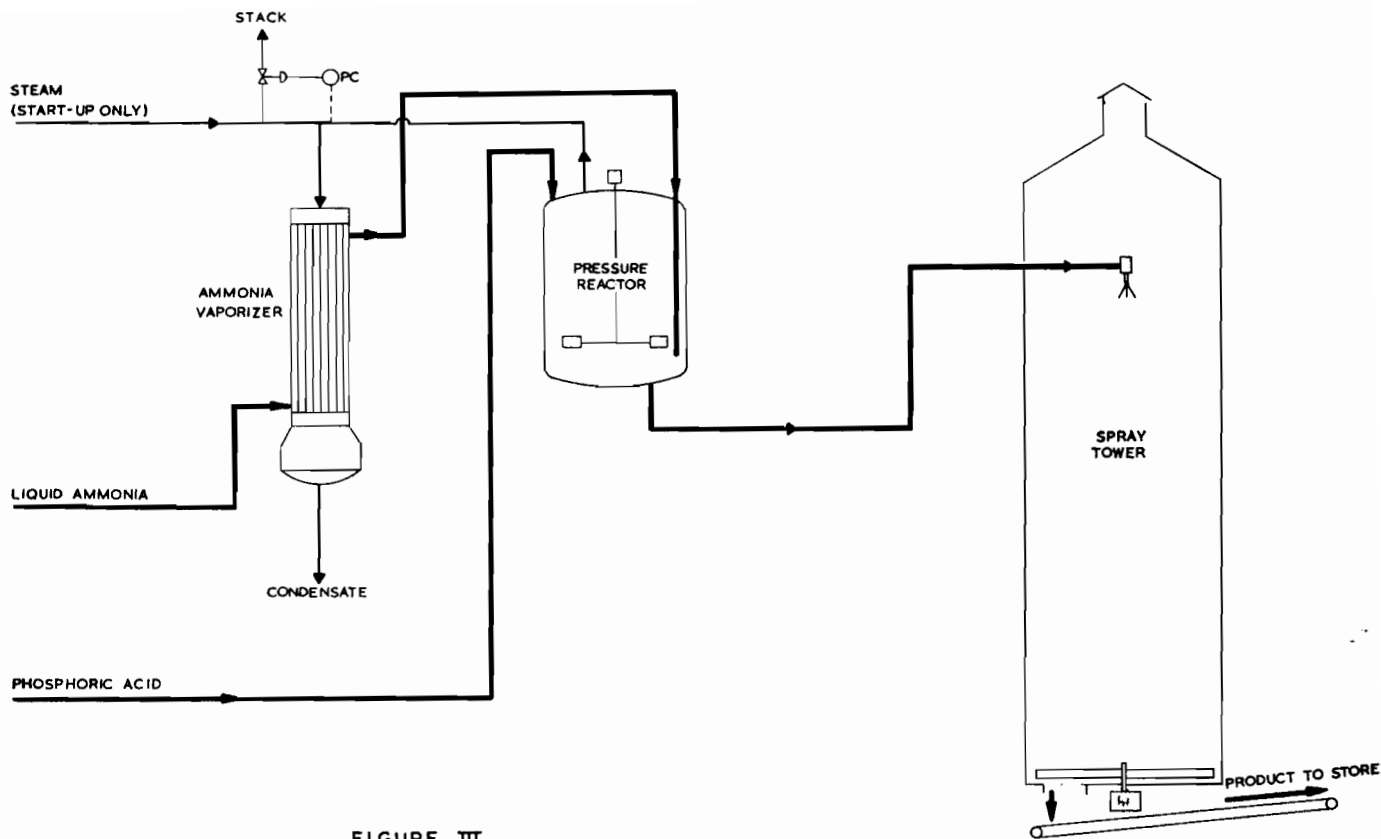 STACK
PC
STEAM
(START-UP ONLY)
AMMONIA
VAPORIZER
PRESSURE
REACTOR
SPRAY
TOWER
LIQUID AMMONIA
CONDENSATE
PHOSPHORIC ACID
PRODUCT TO STORE
FIGURE III